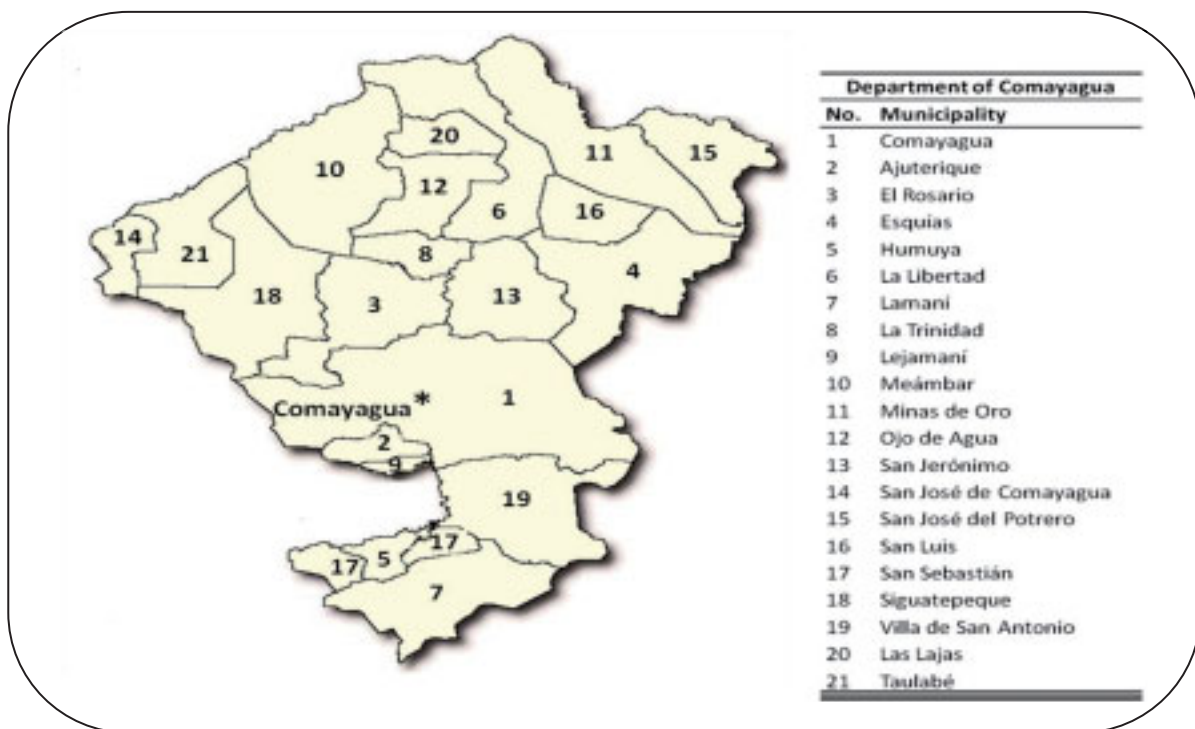 20
11
15
10
12
6
16
14
21
8
4
18
3
13
Comayagua*
1
2
9
19
17
17
5
7
Department of Comayagua
No. Municipality
1 Comayagua
2 Ajuterique
3 El Rosario
4 Esquías
5 Humuya
6 La Libertad
7 Lamaní
8 La Trinidad
9 Lejamaní
10 Meámbar
11 Minas de Oro
12 Ojo de Agua
13 San Jerónimo
14 San José de Comayagua
15 San José del Potrero
16 San Luis
17 San Sebastián
18 Siguatepeque
19 Villa de San Antonio
20 Las Lajas
21 Taulabé